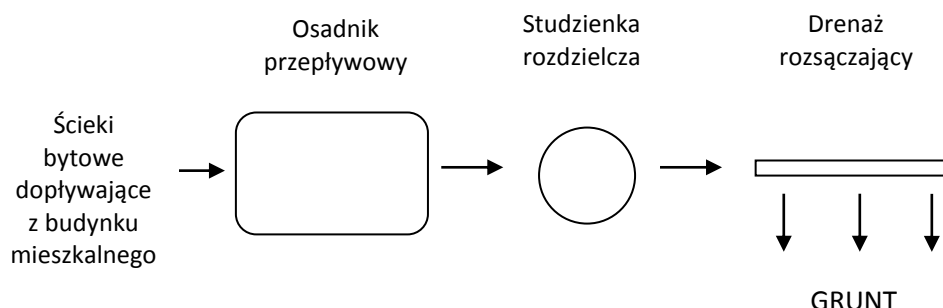 Ścieki
bytowe
dopływające
z budynku
mieszkalnego
Osadnik
przepływowy
Studzienka
rozdzielcza
Drenaż
rozsączający
GRUNT